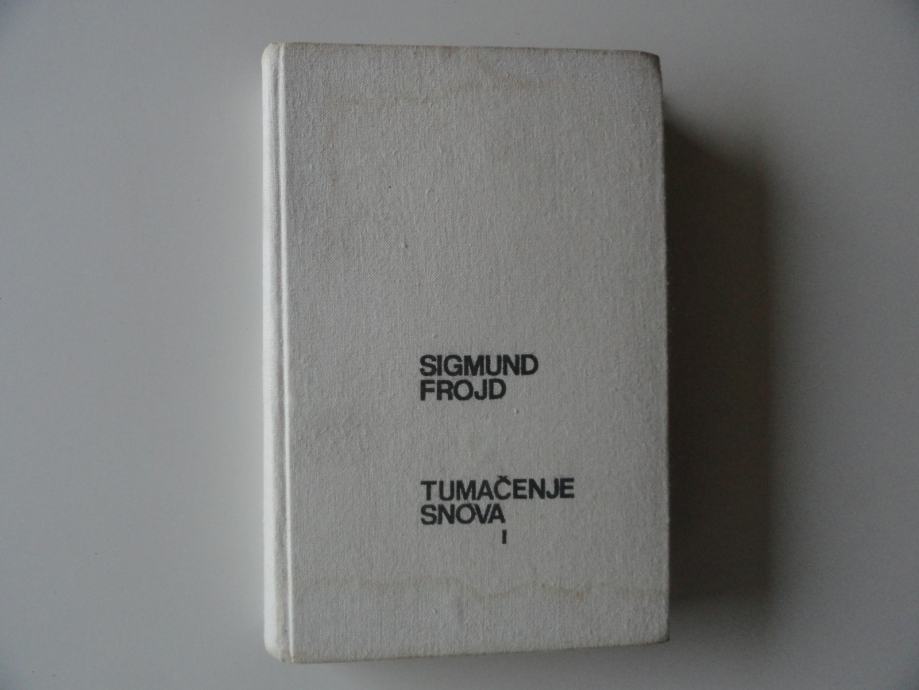 SIGMUND
FROJD
TUMAČENJE
SNOVA
I